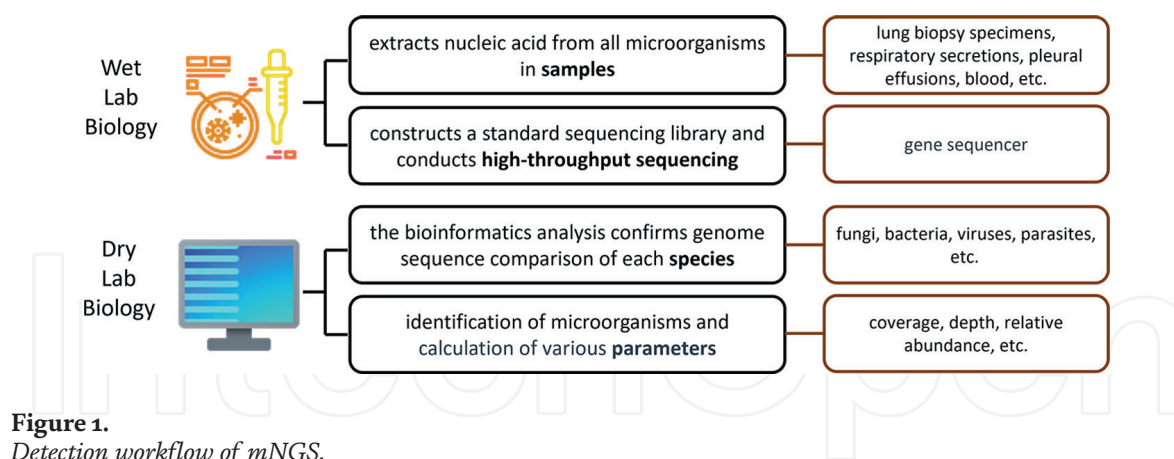 Wet
Lab
Biology
extracts nucleic acid from all microorganisms
in samples
lung biopsy specimens,
respiratory secretions, pleural
effusions, blood, etc.
constructs a standard sequencing library and
conducts high-throughput sequencing
gene sequencer
Dry
Lab
Biology
the bioinformatics analysis confirms genome
sequence comparison of each species
fungi, bacteria, viruses, parasites,
etc.
identification of microorganisms and
calculation of various parameters
coverage, depth, relative
abundance, etc.
IntechOpen
Figure 1.
Detection workflow of mNGS.